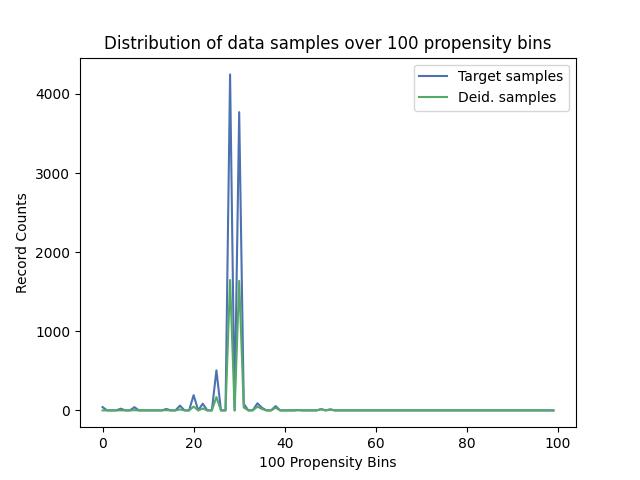 Distribution of data samples over 100 propensity bins
Target samples
Deid. samples
Record Counts
4000
3000
2000
1000
0
0 20 40 60 80 100
100 Propensity Bins